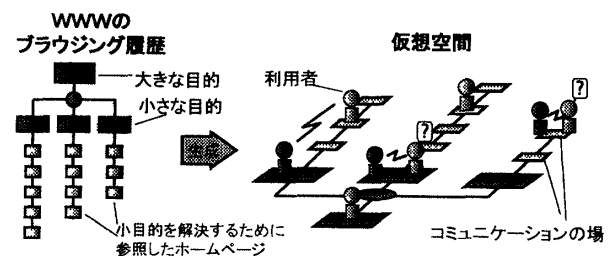 WWWの
ブラウジング履歴
大きな目的
小さな目的
小目的を解決するために
参照したホームページ
生成
仮想空間
利用者
?
?
コミュニケーションの場